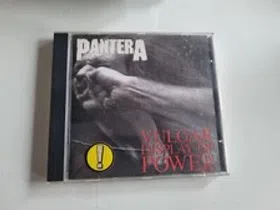 PANTERA
VULGAR
DISPLAY OF
POWER
!